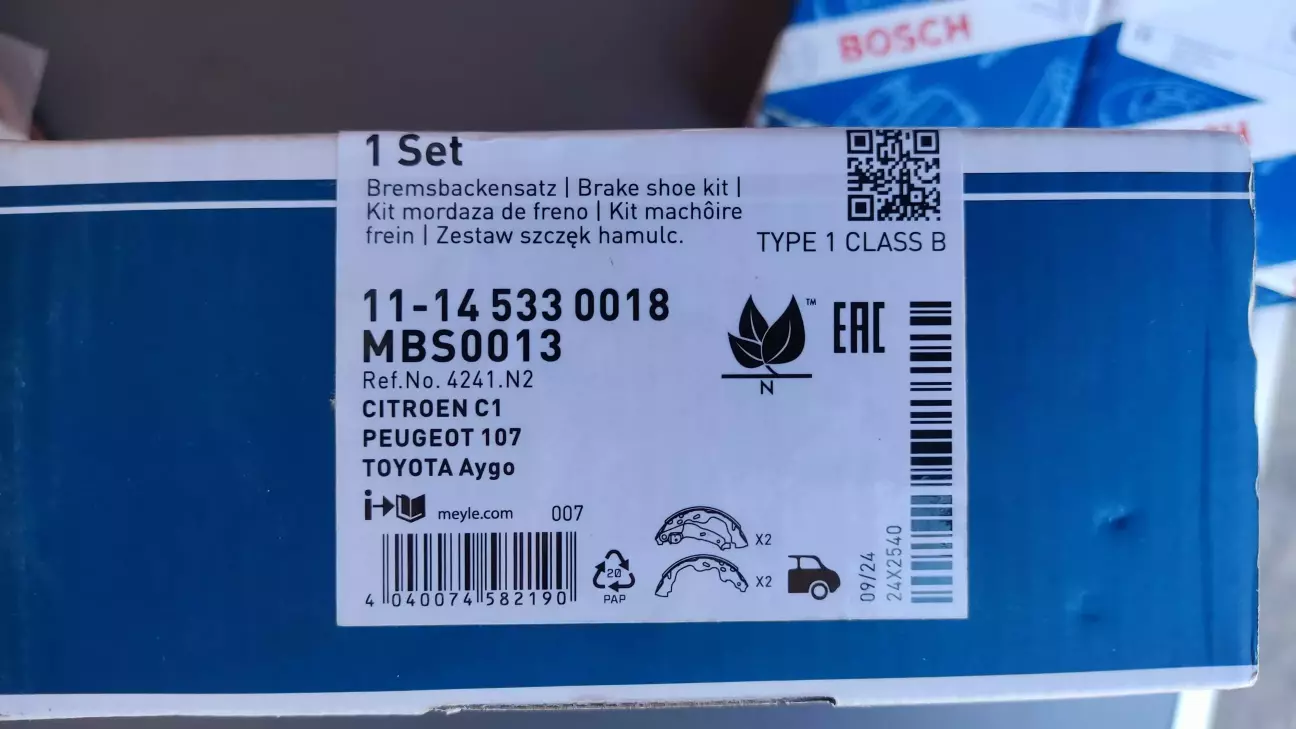 BOSCH
H
1 Set
Bremsbackensatz | Brake shoe kit |
Kit mordaza de freno | Kit machôire
frein | Zestaw szczęk hamulc.
TYPE 1 CLASS B
11-14 533 0018
MBS0013
Ref.No. 4241.N2
CITROEN C1
PEUGEOT 107
TOYOTA Aygo
TM
N
EAC
i
meyle.com 007
4 040074 582190
20
PAP
X2
X2
09/24
24X2540